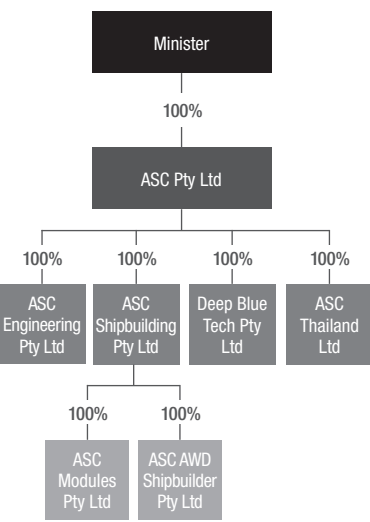 Minister
100%
ASC Pty Ltd
100%
100%
100%
100%
ASC
Engineering
Pty Ltd
ASC
Shipbuilding
Pty Ltd
Deep Blue
Tech Pty
Ltd
ASC
Thailand
Ltd
100%
100%
ASC
Modules
Pty Ltd
ASC AWD
Shipbuilder
Pty Ltd